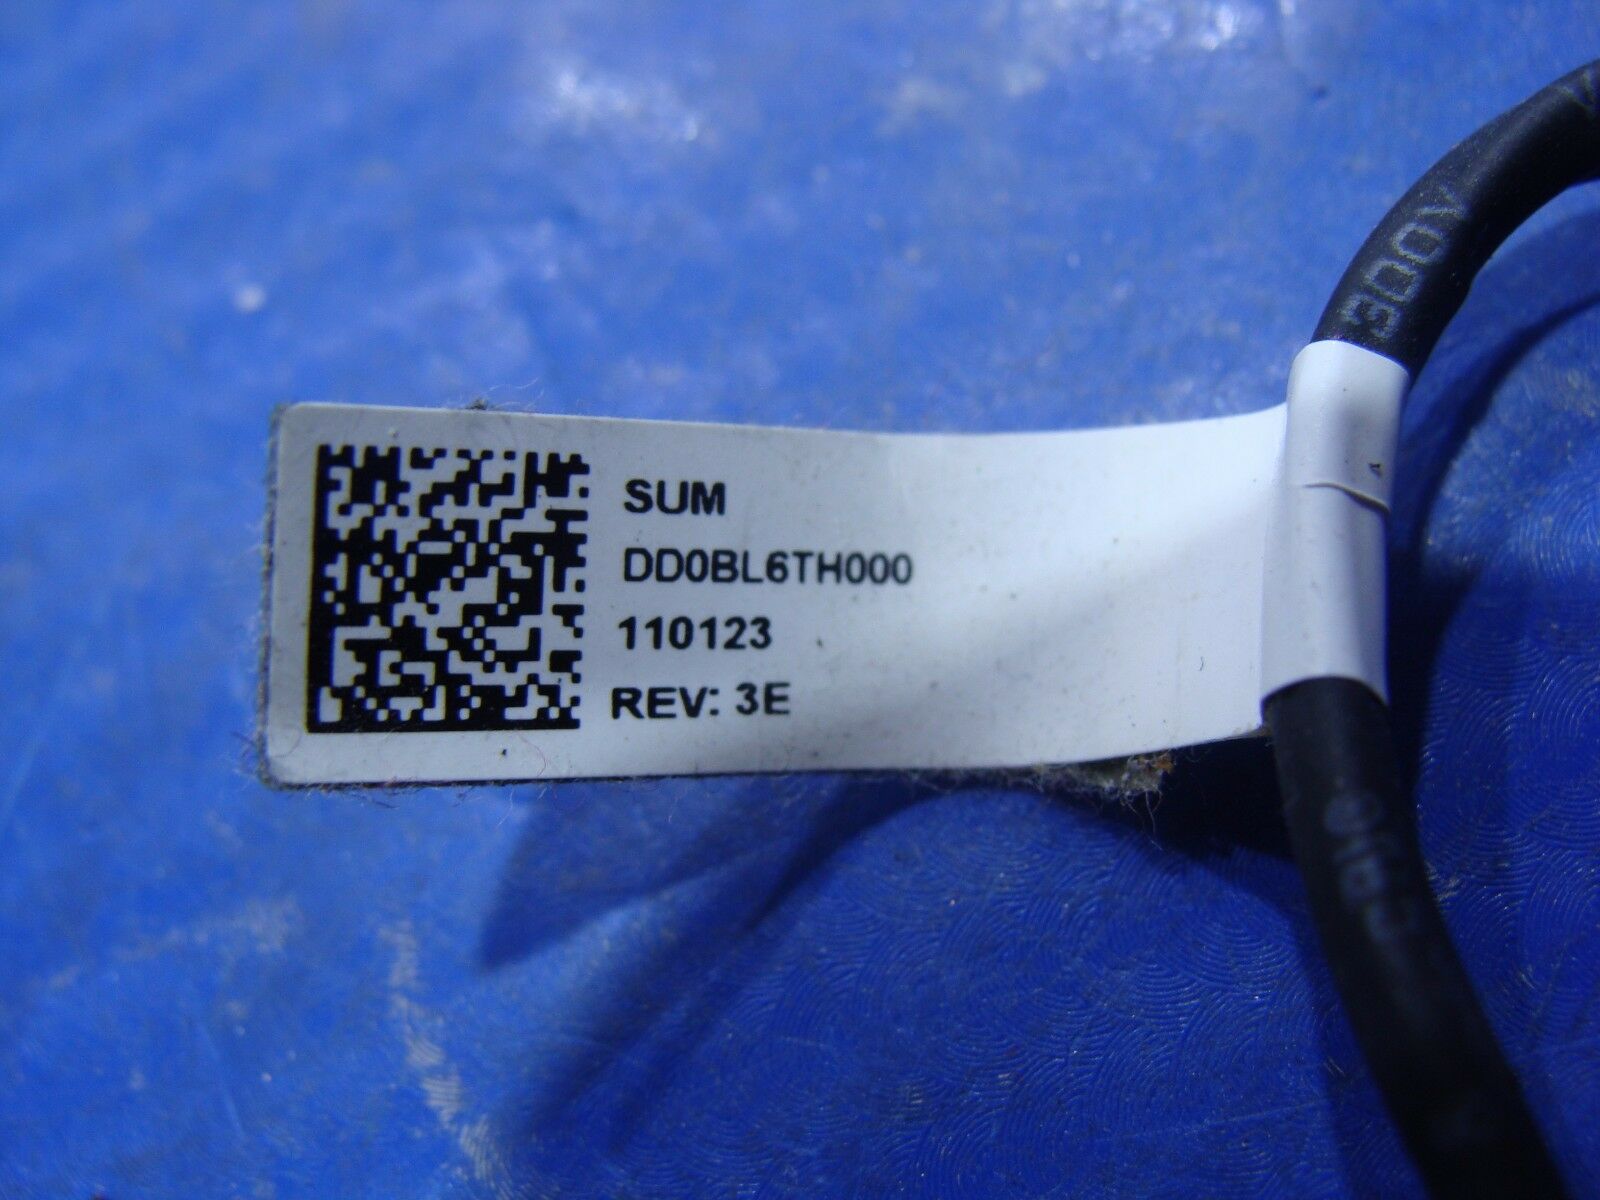 SUM
DD0BL6TH000
110123
REV: 3E